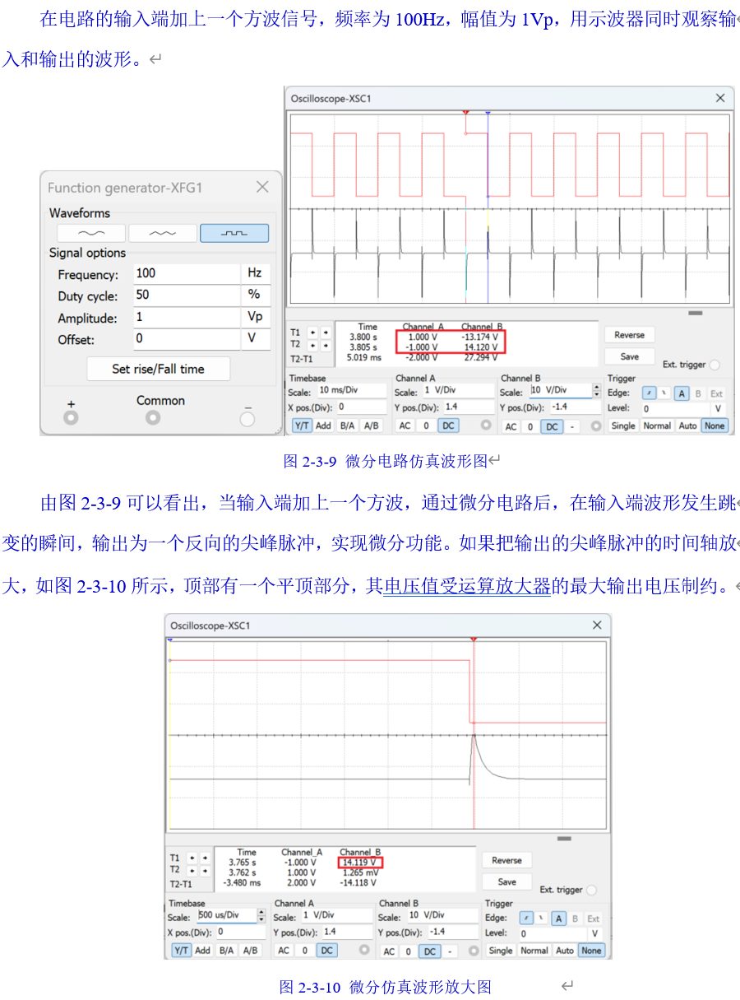 在电路的输入端加上一个方波信号，频率为 100Hz，幅值为 1Vp，用示波器同时观察输
入和输出的波形。
Oscilloscope-XSC1
Function generator-XFG1
Waveforms
Signal options
Frequency: 100 Hz
Duty cycle: 50 %
Amplitude: 1 Vp
Offset: 0 V
Set rise/Fall time
+ Common −
Time Channel_A Channel_B
T1 3.800 s 1.000 V -13.174 V
T2 3.805 s -1.000 V 14.120 V
T2-T1 5.019 ms -2.000 V 27.294 V
Reverse
Save
Ext. trigger
Timebase Channel A Channel B Trigger
Scale: 10 ms/Div Scale: 1 V/Div Scale: 10 V/Div Edge: A B Ext
X pos.(Div): 0 Y pos.(Div): 1.4 Y pos.(Div): -1.4 Level: 0 V
Y/T Add B/A A/B AC 0 DC AC 0 DC - Single Normal Auto None
图 2-3-9 微分电路仿真波形图
由图 2-3-9 可以看出，当输入端加上一个方波，通过微分电路后，在输入端波形发生跳
变的瞬间，输出为一个反向的尖峰脉冲，实现微分功能。如果把输出的尖峰脉冲的时间轴放
大，如图 2-3-10 所示，顶部有一个平顶部分，其电压值受运算放大器的最大输出电压制约。
Oscilloscope-XSC1
Time Channel_A Channel_B
T1 3.765 s -1.000 V 14.119 V
T2 3.762 s 1.000 V 1.265 mV
T2-T1 -3.480 ms 2.000 V -14.118 V
Reverse
Save
Ext. trigger
Timebase Channel A Channel B Trigger
Scale: 500 us/Div Scale: 1 V/Div Scale: 10 V/Div Edge: A B Ext
X pos.(Div): 0 Y pos.(Div): 1.4 Y pos.(Div): -1.4 Level: 0 V
Y/T Add B/A A/B AC 0 DC AC 0 DC - Single Normal Auto None
图 2-3-10 微分仿真波形放大图